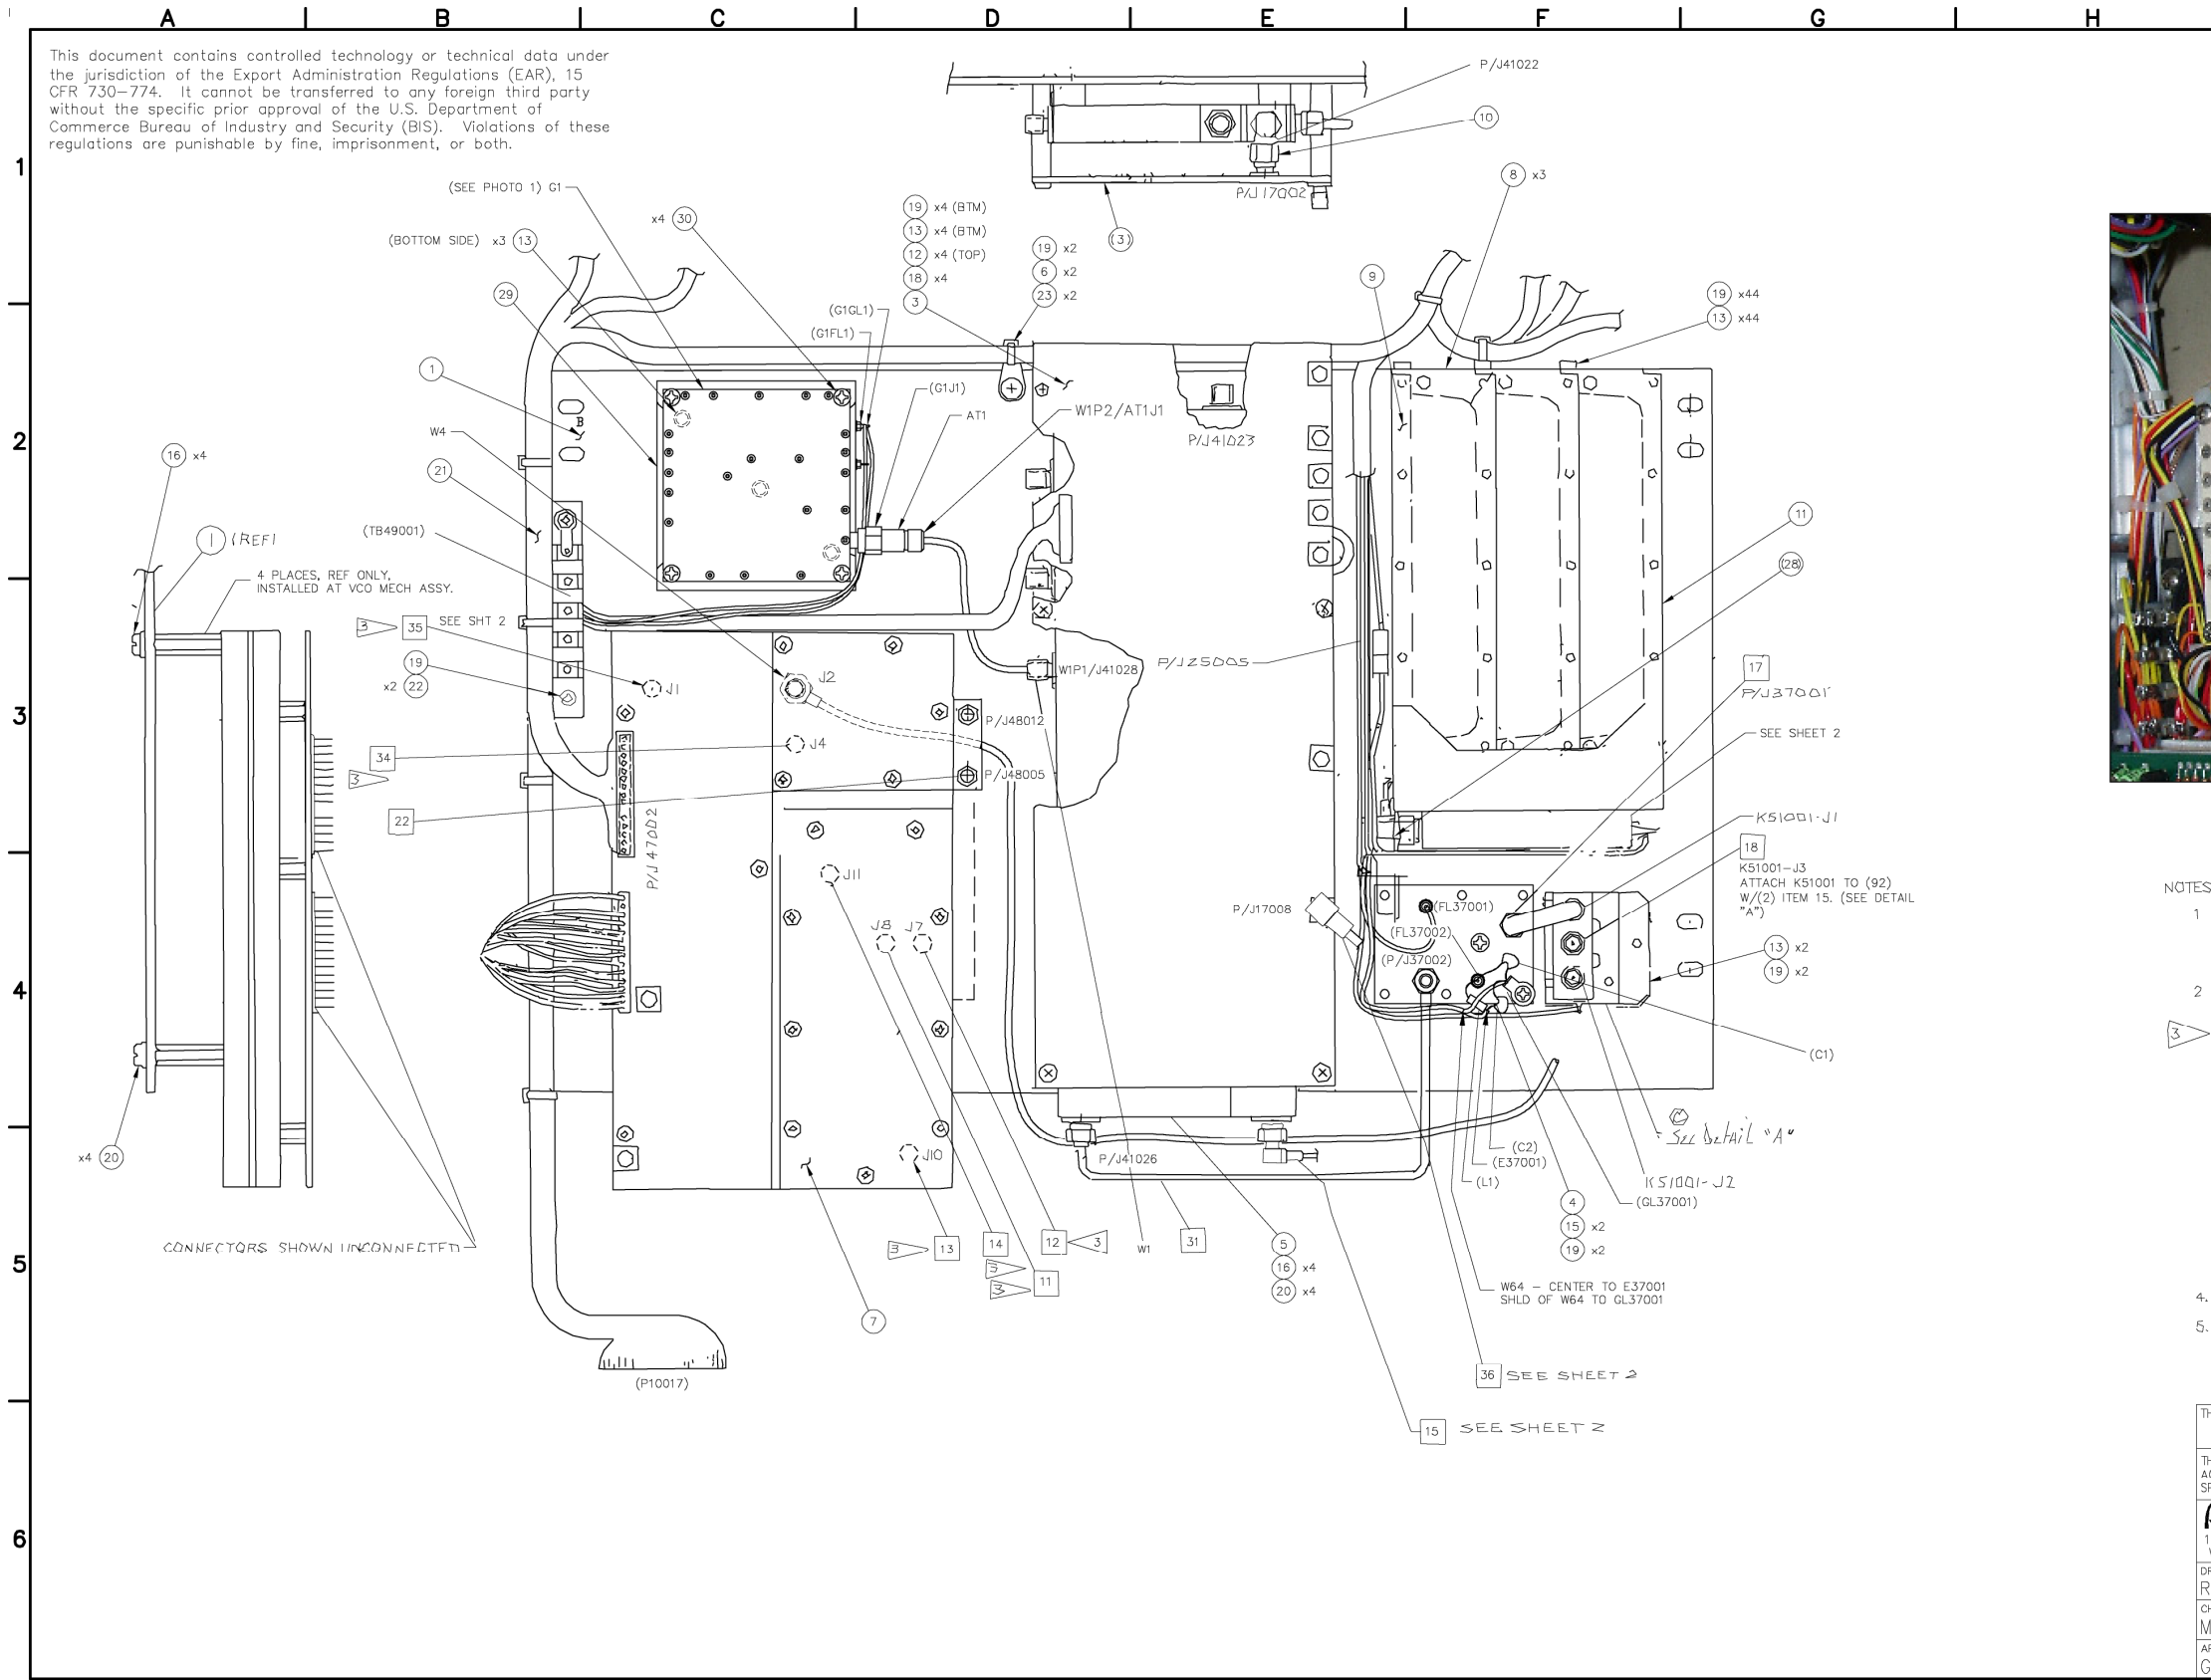 A B C D E F G H
This document contains controlled technology or technical data under
the jurisdiction of the Export Administration Regulations (EAR), 15
CFR 730-774. It cannot be transferred to any foreign third party
without the specific prior approval of the U.S. Department of
Commerce Bureau of Industry and Security (BIS). Violations of these
regulations are punishable by fine, imprisonment, or both.
P/J41022
10
1
8 x3
(SEE PHOTO 1) G1
P/J17002
19 x4 (BTM)
x4 30
13 x4 (BTM)
(BOTTOM SIDE) x3 13
(3)
12 x4 (TOP)
19 x2
18 x4
6 x2
9
29
3
23 x2
19 x44
(G1GL1)
13 x44
(G1FL1)
1
(G1J1)
AT1
W1P2/AT1J1
B
W4
2
P/J41023
16 x4
21
11
(TB49001)
1 (REF)
(28)
4 PLACES, REF ONLY,
INSTALLED AT VCO MECH ASSY.
3 35 SEE SHT 2
19
x2 22
J1
J2
W1P1/J41028
P/J25005
17
P/J37001
3
P/J48012
SEE SHEET 2
34
J4
3
P/J48005
22
P/J47002
K51001-J1
18
K51001-J3
ATTACH K51001 TO (92)
W/(2) ITEM 15. (SEE DETAIL
"A")
J11
NOTES
P/J17008
(FL37001)
1
J8 J7
(FL37002)
(P/J37002)
13 x2
19 x2
4
2
3
(C1)
See Detail "A"
x4 20
J10
P/J41026
(C2)
(E37001)
(L1)
K51001-J2
(GL37001)
4
15 x2
19 x2
CONNECTORS SHOWN UNCONNECTED
3 13
14
12 3
W1
31
5
16 x4
20 x4
5
3
3 11
W64 - CENTER TO E37001
SHLD OF W64 TO GL37001
4.
7
5.
36 SEE SHEET 2
(P10017)
15 SEE SHEET 2
6